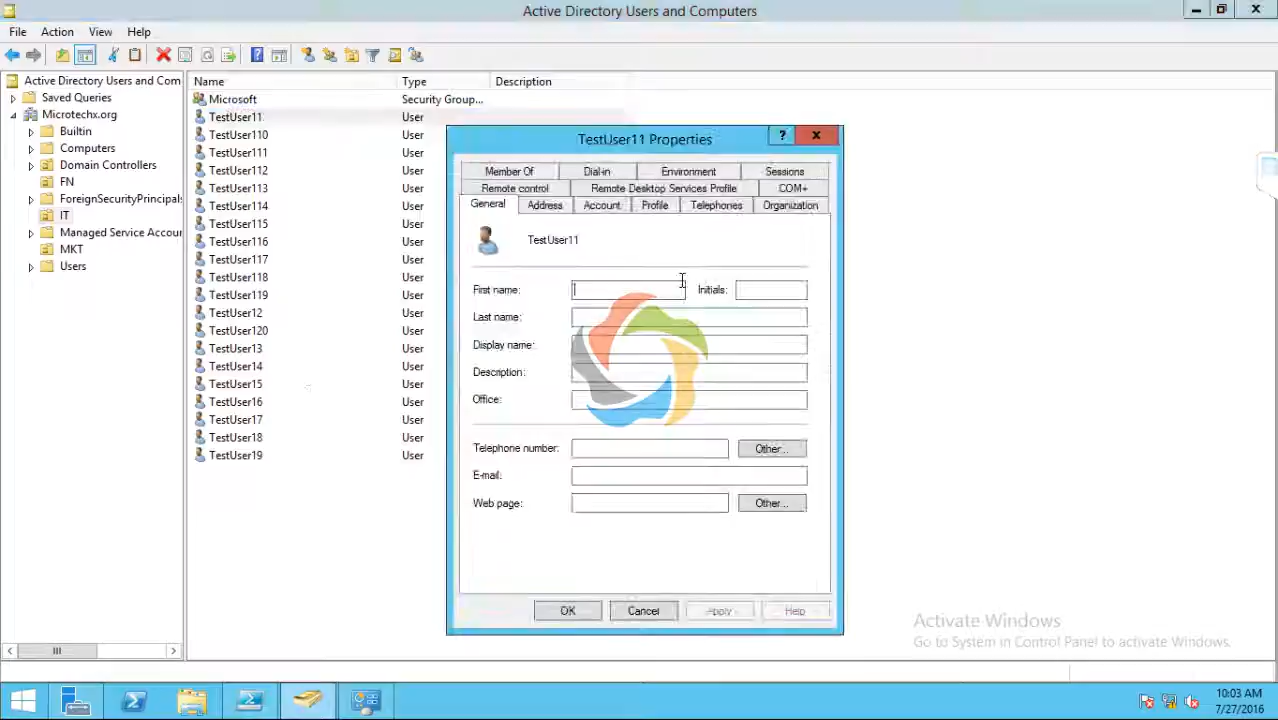 Active Directory Users and Computers
File Action View Help
Active Directory Users and Com
Saved Queries
Microtechx.org
Builtin
Computers
Domain Controllers
FN
ForeignSecurityPrincipals
IT
Managed Service Accour
MKT
Users
Name Type Description
Microsoft Security Group...
TestUser11 User
TestUser110 User
TestUser111 User
TestUser112 User
TestUser113 User
TestUser114 User
TestUser115 User
TestUser116 User
TestUser117 User
TestUser118 User
TestUser119 User
TestUser12 User
TestUser120 User
TestUser13 User
TestUser14 User
TestUser15 User
TestUser16 User
TestUser17 User
TestUser18 User
TestUser19 User
TestUser11 Properties
Member Of Dial-in Environment Sessions
Remote control Remote Desktop Services Profile COM+
General Address Account Profile Telephones Organization
TestUser11
First name: Initials:
Last name:
Display name:
Description:
Office:
Telephone number: Other...
E-mail:
Web page: Other...
OK Cancel Apply Help
Activate Windows
Go to System in Control Panel to activate Windows.
10:03 AM
7/27/2016